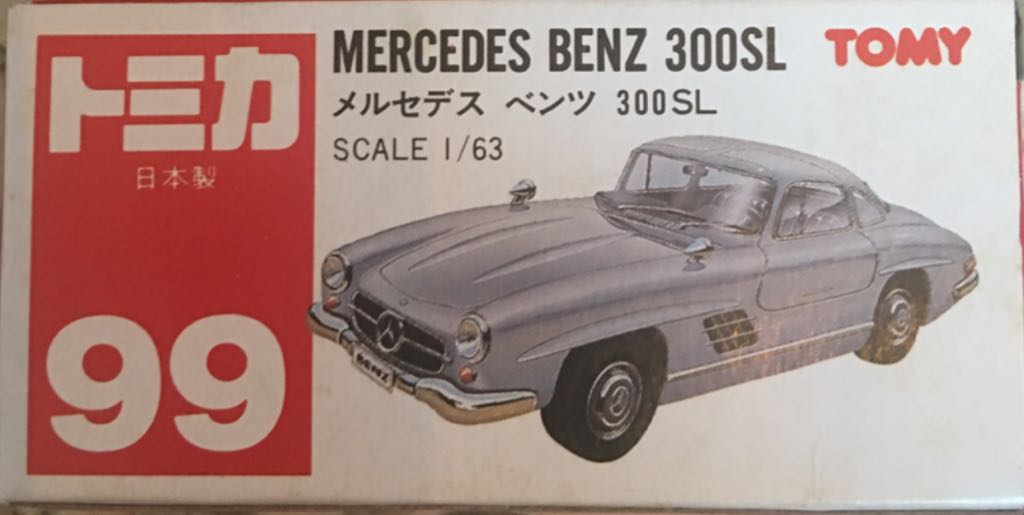 トミカ
日本製
99
MERCEDES BENZ 300SL
メルセデス ベンツ 300SL
SCALE 1/63
TOMY
BENZ